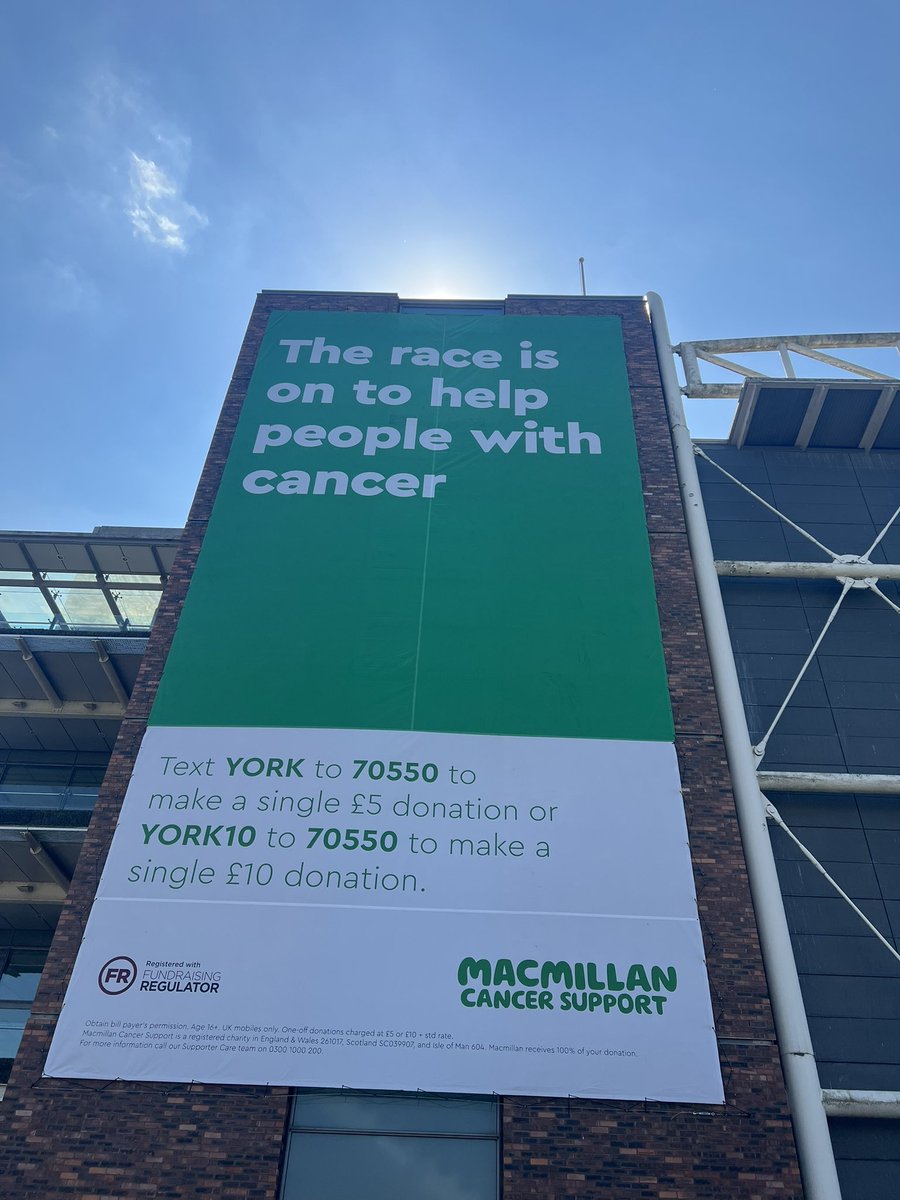 The race is
on to help
people with
cancer
Text YORK to 70550 to
make a single £5 donation or
YORK10 to 70550 to make a
single £10 donation.
FR
Registered with
FUNDRAISING
REGULATOR
MACMILLAN
CANCER SUPPORT
Obtain bill payer's permission. Age 16+. UK mobiles only. One-off donations charged at £5 or £10 + std rate.
Macmillan Cancer Support is a registered charity in England & Wales 261017, Scotland SC039907, and Isle of Man 604. Macmillan receives 100% of your donation.
For more information call our Supporter Care team on 0300 1000 200.